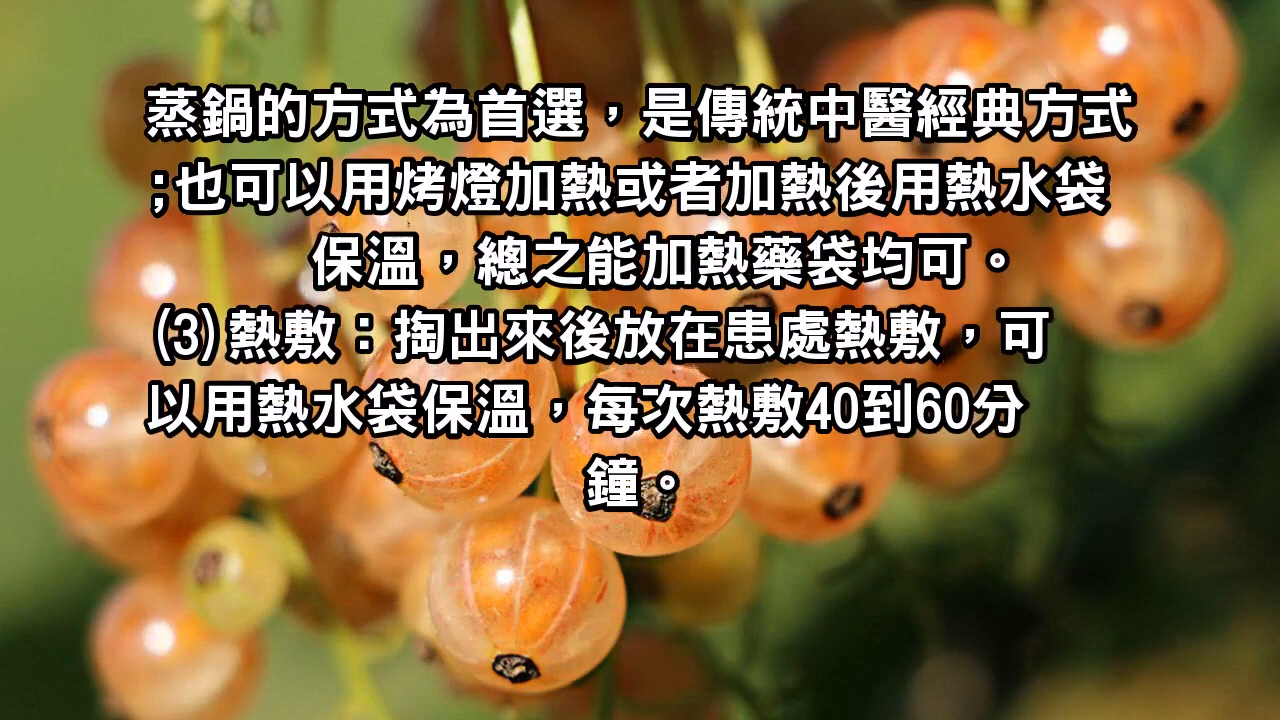 蒸鍋的方式為首選，是傳統中醫經典方式
;也可以用烤燈加熱或者加熱後用熱水袋
保溫，總之能加熱藥袋均可。
(3)熱敷：掏出來後放在患處熱敷，可
以用熱水袋保溫，每次熱敷40到60分
鐘。